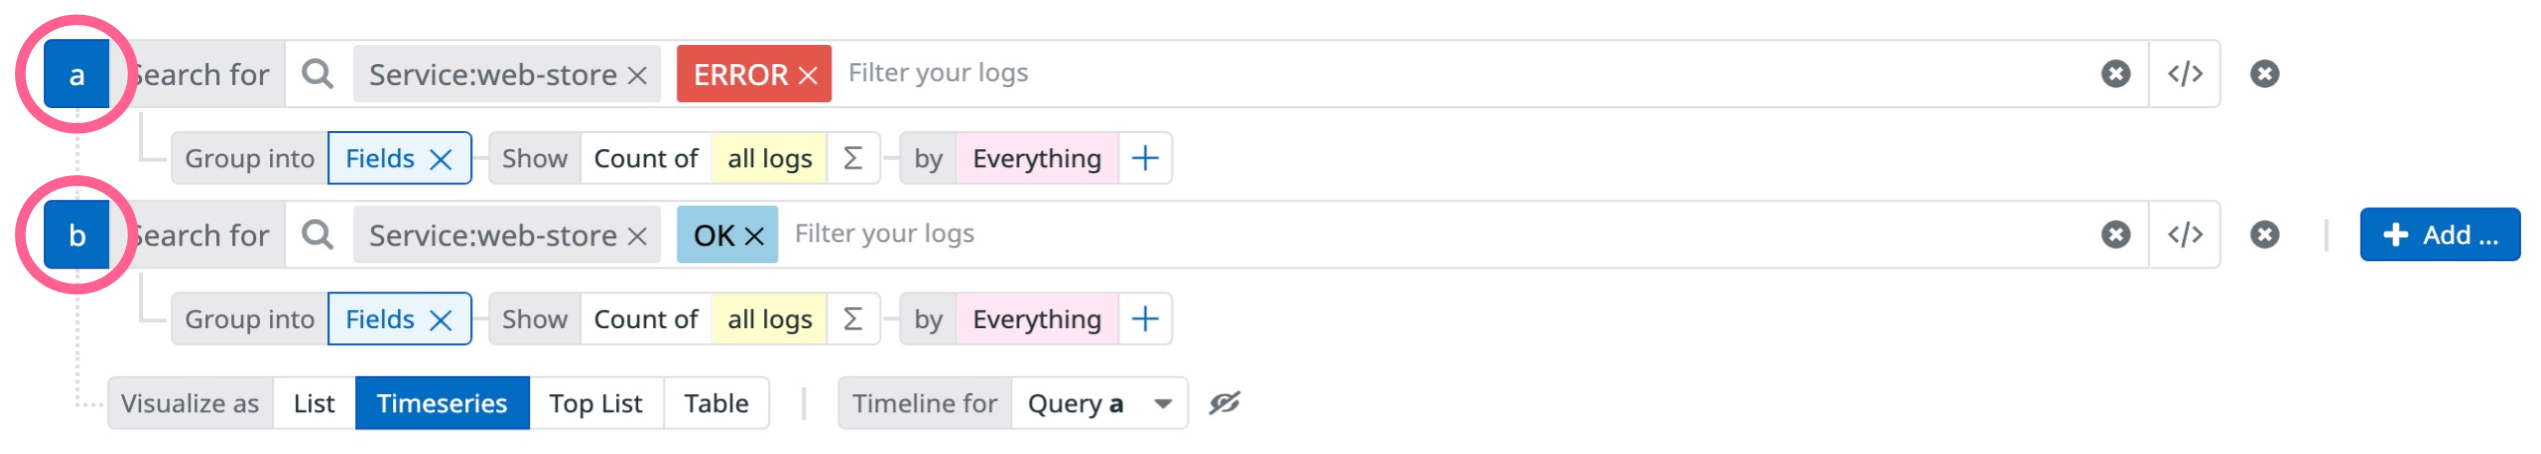 a Search for Service:web-store × ERROR × Filter your logs </>
Group into Fields × Show Count of all logs Σ by Everything +
b Search for Service:web-store × OK × Filter your logs </> + Add ...
Group into Fields × Show Count of all logs Σ by Everything +
Visualize as List Timeseries Top List Table Timeline for Query a